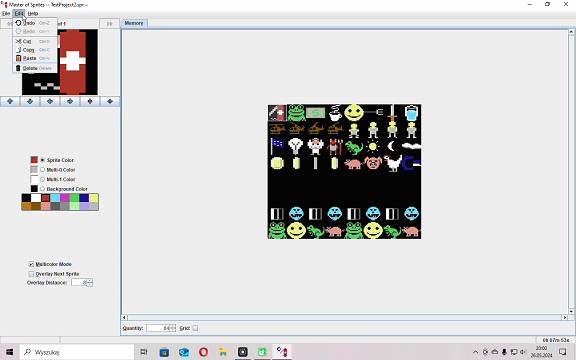 Master of Sprites -- TestProject2.spr --
File Edit Help
of 1
Undo Ctrl-Z
Redo Ctrl-Y
Cut Ctrl-X
Copy Ctrl-C
Paste Ctrl-V
Delete Delete
Memory
Sprite Color
Multi-0 Color
Multi-1 Color
Background Color
Multicolor Mode
Overlay Next Sprite
Overlay Distance:
Quantity: 64 Grid:
0h 07m 53s
Wyszukaj
20:00
26.05.2024